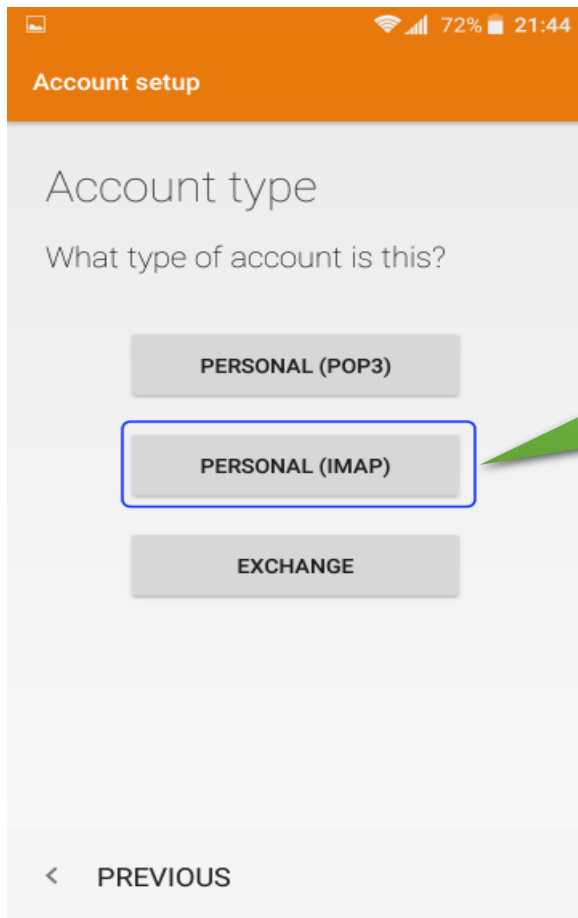 72% 21:44
Account setup
Account type
What type of account is this?
PERSONAL (POP3)
PERSONAL (IMAP)
EXCHANGE
< PREVIOUS